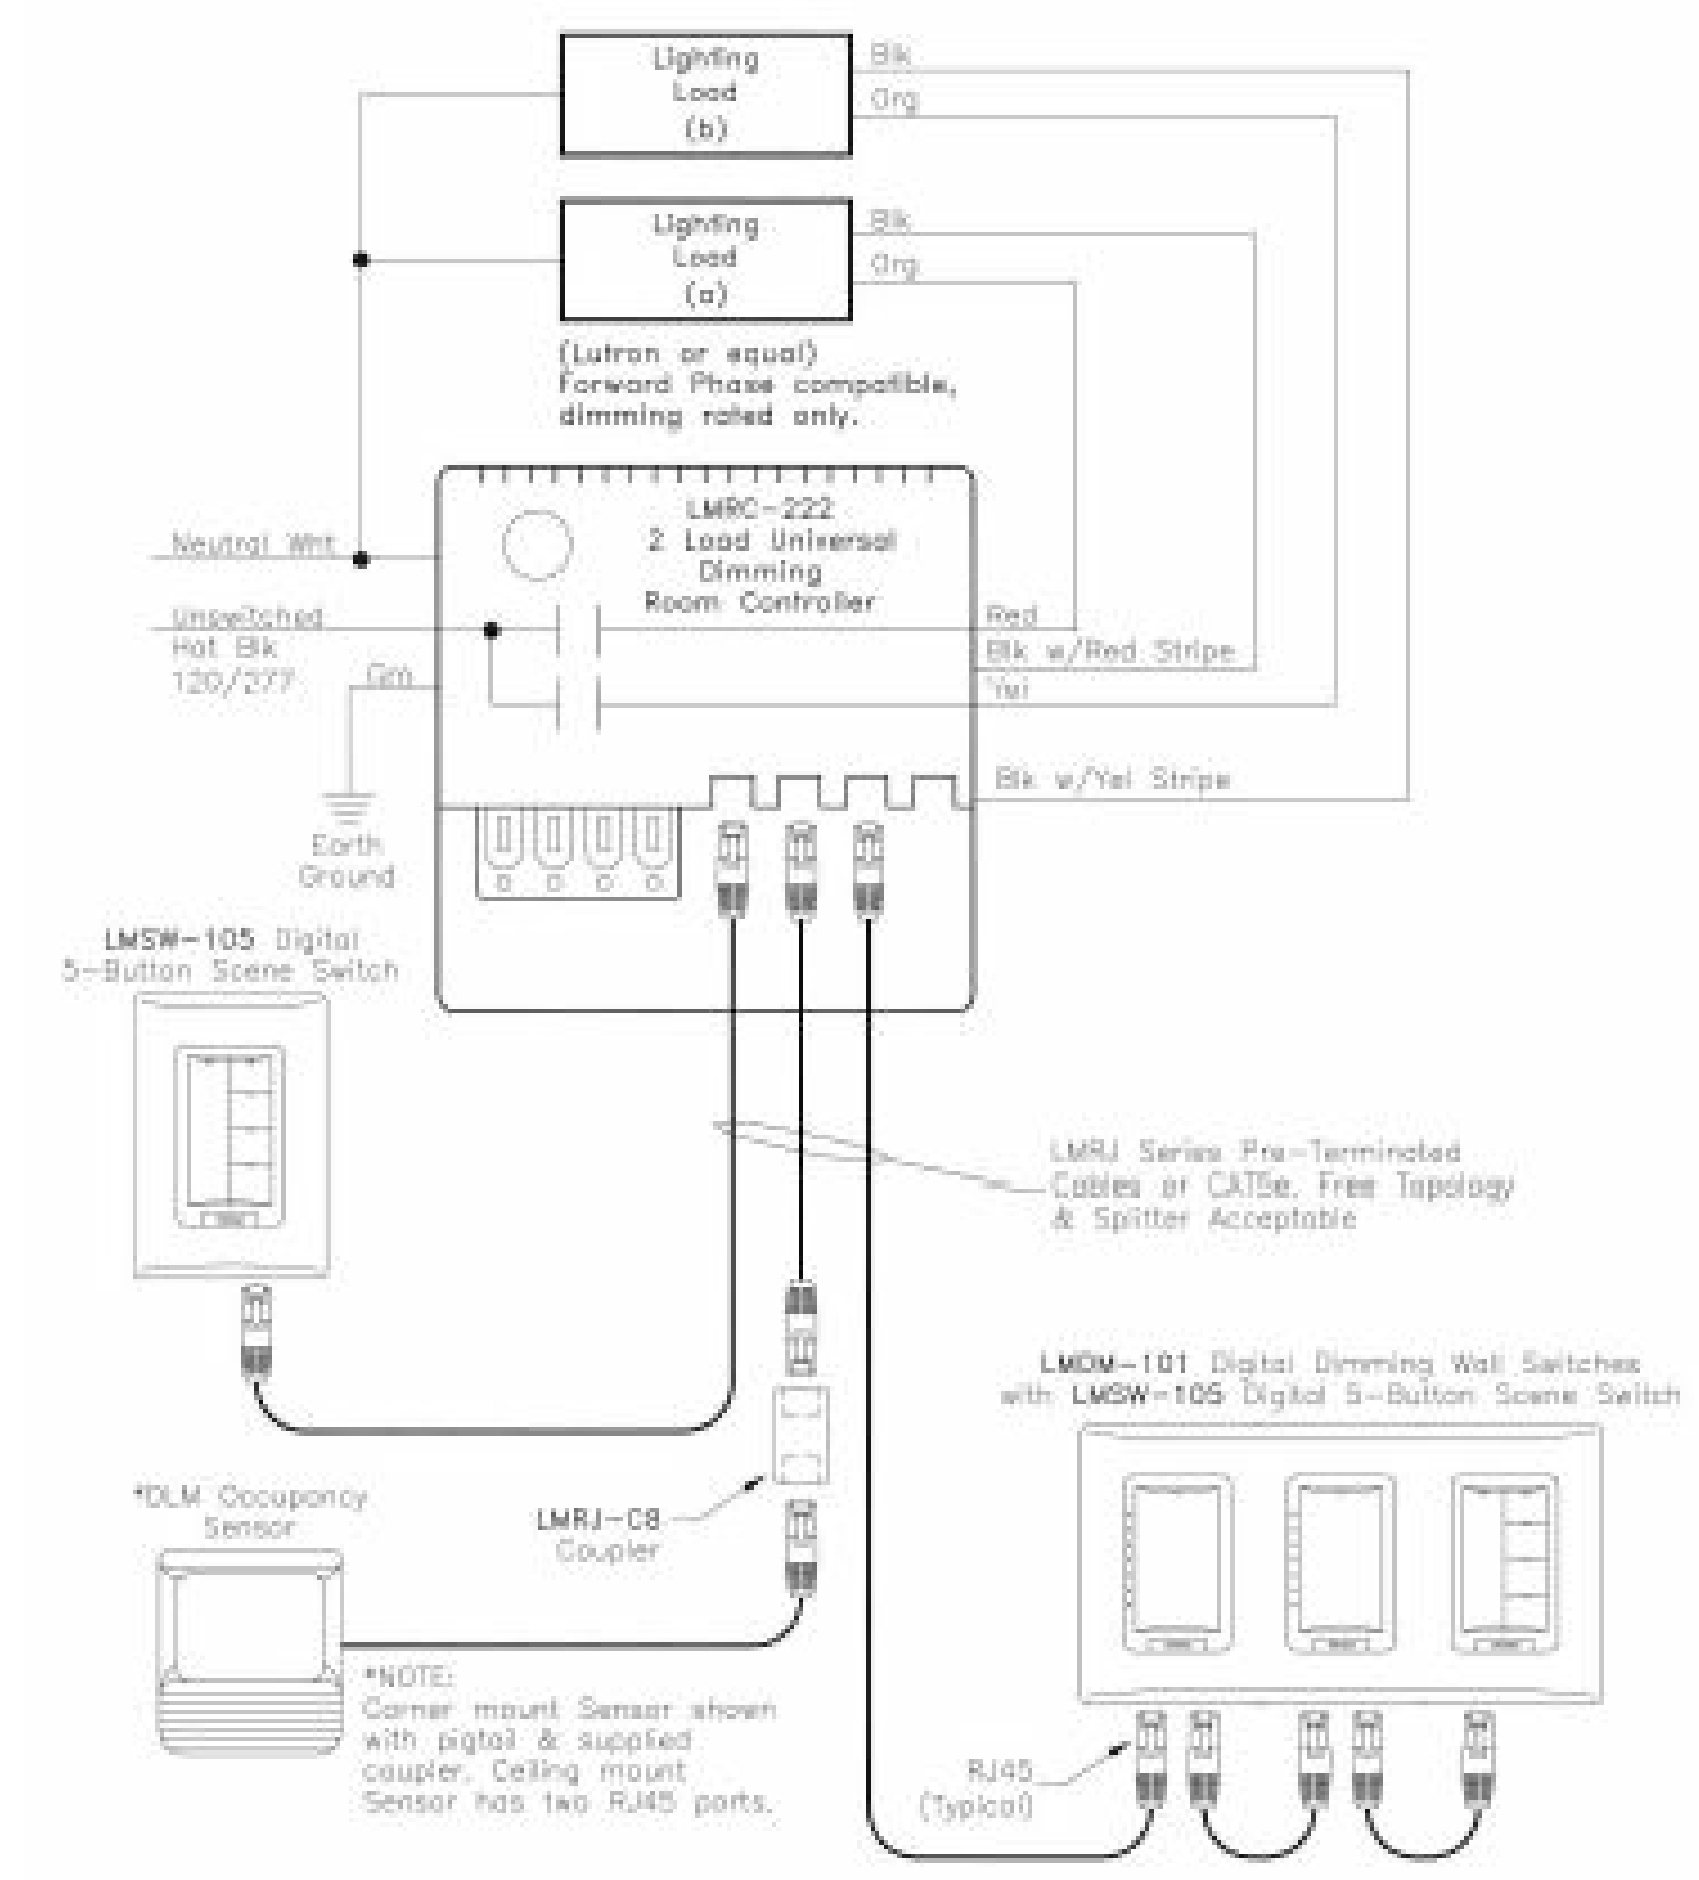 Lighting
Load
(b)
Blk
Org
Lighting
Load
(a)
Blk
Org
(Lutron or equal)
Forward Phase compatible,
dimming rated only.
LMRC-222
2 Load Universal
Dimming
Room Controller
Neutral Wht
Unswitched
Hot Blk
120/277
Grn
Earth
Ground
Red
Blk w/Red Stripe
Yel
Blk w/Yel Stripe
LMSW-105 Digital
5-Button Scene Switch
LMRJ Series Pre-Terminated
Cables or CAT5e. Free Topology
& Splitter Acceptable
LMDM-101 Digital Dimming Wall Switches
with LMSW-105 Digital 5-Button Scene Switch
*DLM Occupancy
Sensor
LMRJ-C8
Coupler
*NOTE:
Corner mount Sensor shown
with pigtail & supplied
coupler. Ceiling mount
Sensor has two RJ45 ports.
RJ45
(Typical)